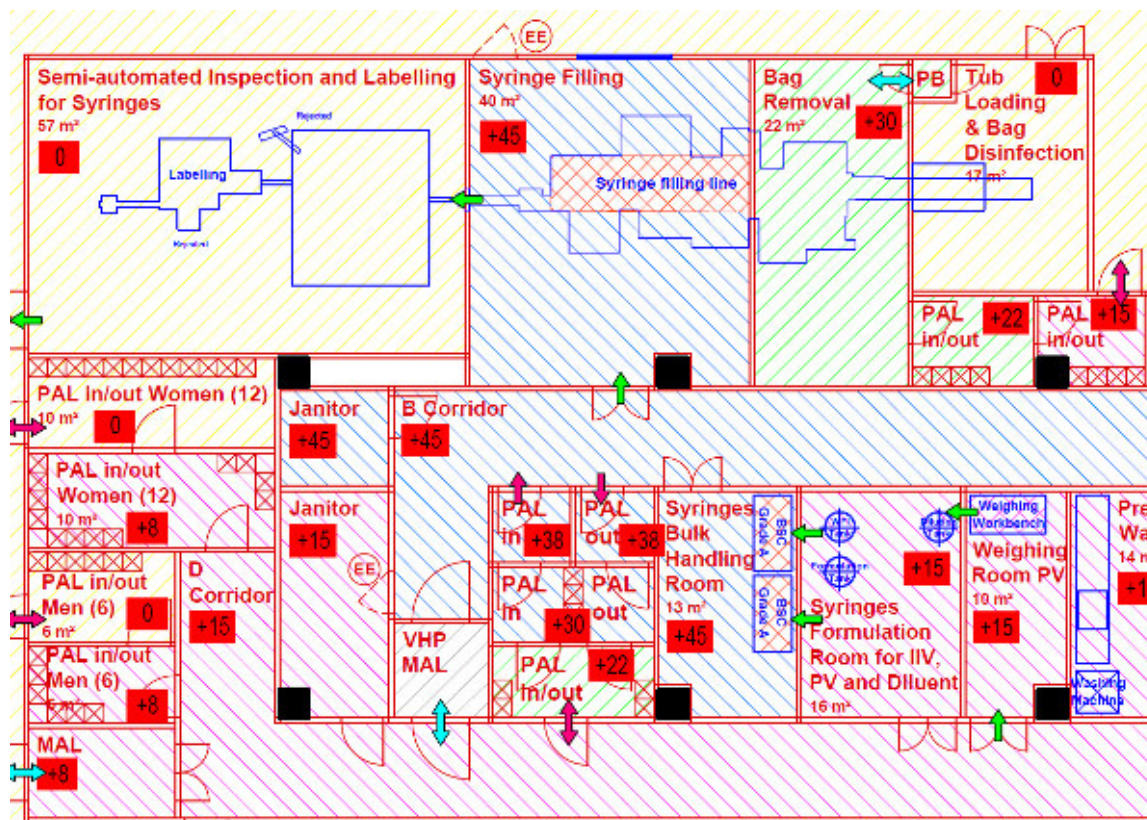 EE
Semi-automated Inspection and Labelling
for Syringes
57 m²
0
Rejected
Labelling
Rejected
Syringe Filling
40 m²
+45
Syringe filling line
Bag
Removal
22 m²
+30
PB
Tub
Loading
& Bag
Disinfection
17 m²
0
PAL
in/out
+22
PAL
in/out
+15
PAL In/out Women (12)
10 m²
0
Janitor
+45
B Corridor
+45
PAL in/out
Women (12)
10 m²
+8
Janitor
+15
EE
PAL
in
+38
PAL
out
+38
PAL
in
PAL
out
+30
PAL
in/out
+22
VHP
MAL
Syringes
Bulk
Handling
Room
13 m²
+45
BSC
Grade A
BSC
Grade A
Formulation
Tank
+15
Syringes
Formulation
Room for IIV,
PV and Diluent
16 m²
Weighing
Workbench
Weighing
Room PV
10 m²
+15
14 m
Washing
Machine
PAL in/out
Men (6)
6 m²
0
D
Corridor
+15
PAL in/out
Men (6)
+8
MAL
+8